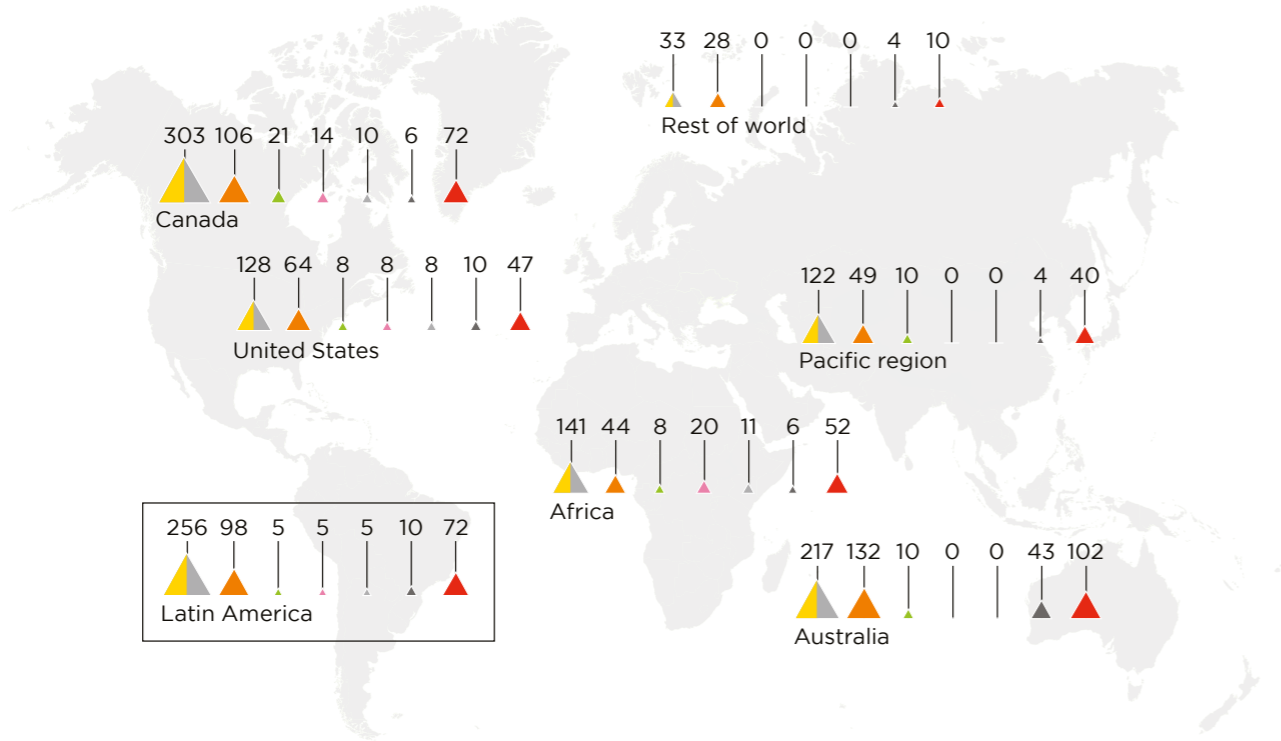 33 28 0 0 0 4 10
Rest of world
303 106 21 14 10 6 72
Canada
128 64 8 8 8 10 47
United States
122 49 10 0 0 4 40
Pacific region
141 44 8 20 11 6 52
Africa
256 98 5 5 5 10 72
Latin America
217 132 10 0 0 43 102
Australia